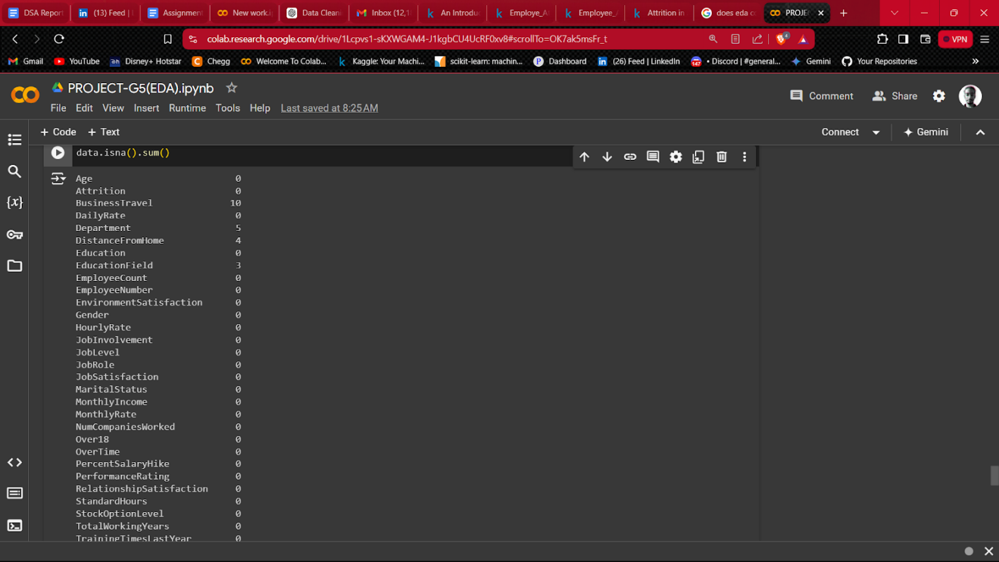 DSA Repor
(13) Feed |
Assignment
New work.i
Data Cleani
Inbox (12,1
An Introduc
Employe_A
Employee_
Attrition in
does eda c
PROJEC
colab.research.google.com/drive/1Lcpvs1-sKXWGAM4-J1kgbCU4UcRF0xv8#scrollTo=OK7ak5msFr_t
4
VPN
Gmail
YouTube
Disney+ Hotstar
Chegg
Welcome To Colab...
Kaggle: Your Machi...
scikit-learn: machin...
Dashboard
(26) Feed | LinkedIn
147
• Discord | #general...
Gemini
Your Repositories
PROJECT-G5(EDA).ipynb
Comment
Share
File Edit View Insert Runtime Tools Help Last saved at 8:25 AM
+ Code + Text
Connect
Gemini
data.isna().sum()
Age 0
Attrition 0
BusinessTravel 10
DailyRate 0
Department 5
DistanceFromHome 4
Education 0
EducationField 3
EmployeeCount 0
EmployeeNumber 0
EnvironmentSatisfaction 0
Gender 0
HourlyRate 0
JobInvolvement 0
JobLevel 0
JobRole 0
JobSatisfaction 0
MaritalStatus 0
MonthlyIncome 0
MonthlyRate 0
NumCompaniesWorked 0
Over18 0
OverTime 0
PercentSalaryHike 0
PerformanceRating 0
RelationshipSatisfaction 0
StandardHours 0
StockOptionLevel 0
TotalWorkingYears 0
TrainingTimesLastYear 0